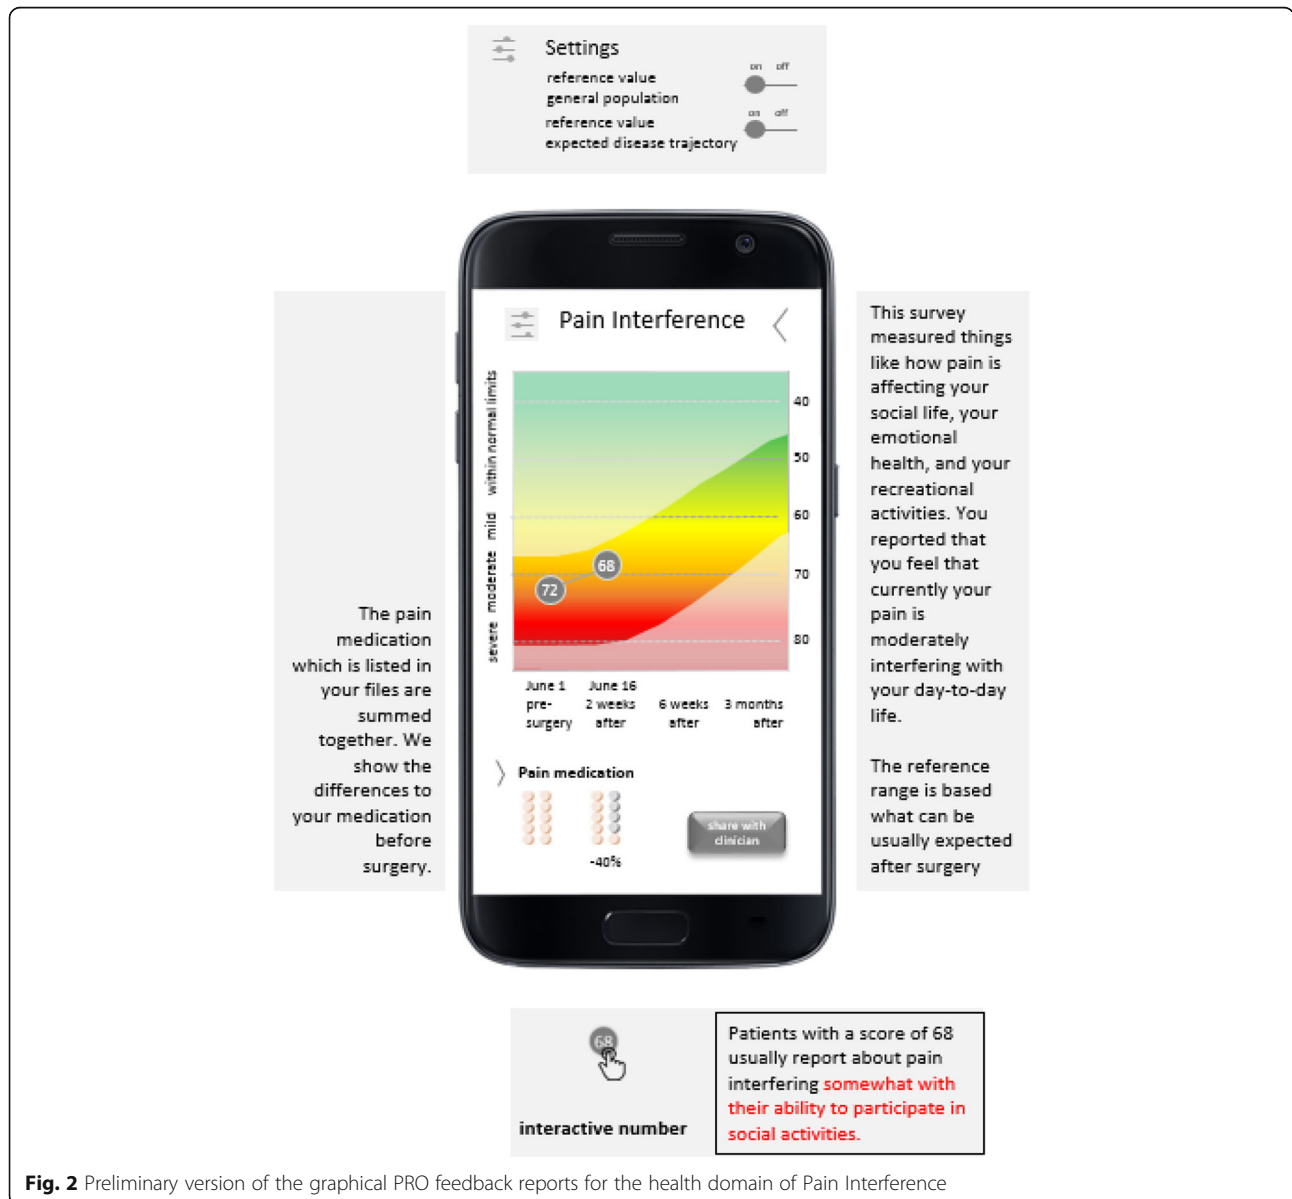 Settings
on off
reference value
general population
on off
reference value
expected disease trajectory
Pain Interference
within normal limits
mild
moderate
severe
40
50
60
70
80
72
68
June 1
pre-
surgery
June 16
2 weeks
after
6 weeks
after
3 months
after
Pain medication
-40%
share with
clinician
The pain
medication
which is listed in
your files are
summed
together. We
show the
differences to
your medication
before
surgery.
This survey
measured things
like how pain is
affecting your
social life, your
emotional
health, and your
recreational
activities. You
reported that
you feel that
currently your
pain is
moderately
interfering with
your day-to-day
life.
The reference
range is based
what can be
usually expected
after surgery
68
interactive number
Patients with a score of 68
usually report about pain
interfering somewhat with
their ability to participate in
social activities.
Fig. 2 Preliminary version of the graphical PRO feedback reports for the health domain of Pain Interference